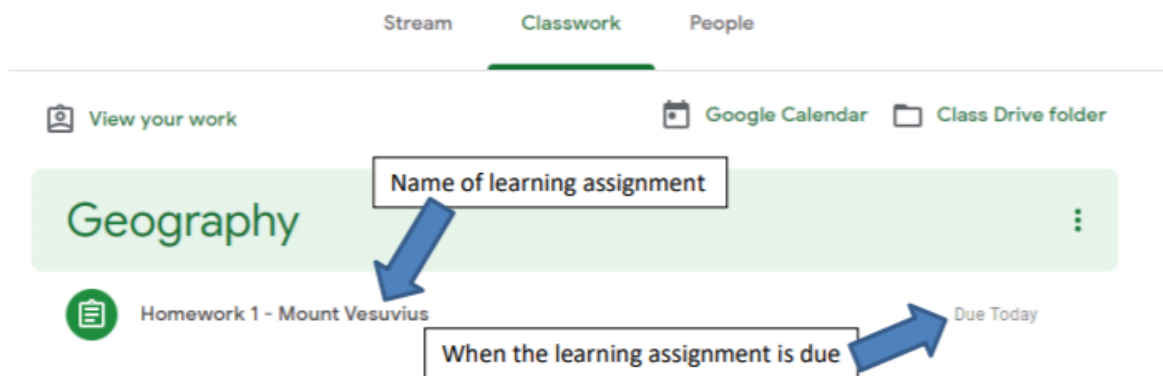 Stream Classwork People
View your work Google Calendar Class Drive folder
Name of learning assignment
Geography
Homework 1 - Mount Vesuvius Due Today
When the learning assignment is due